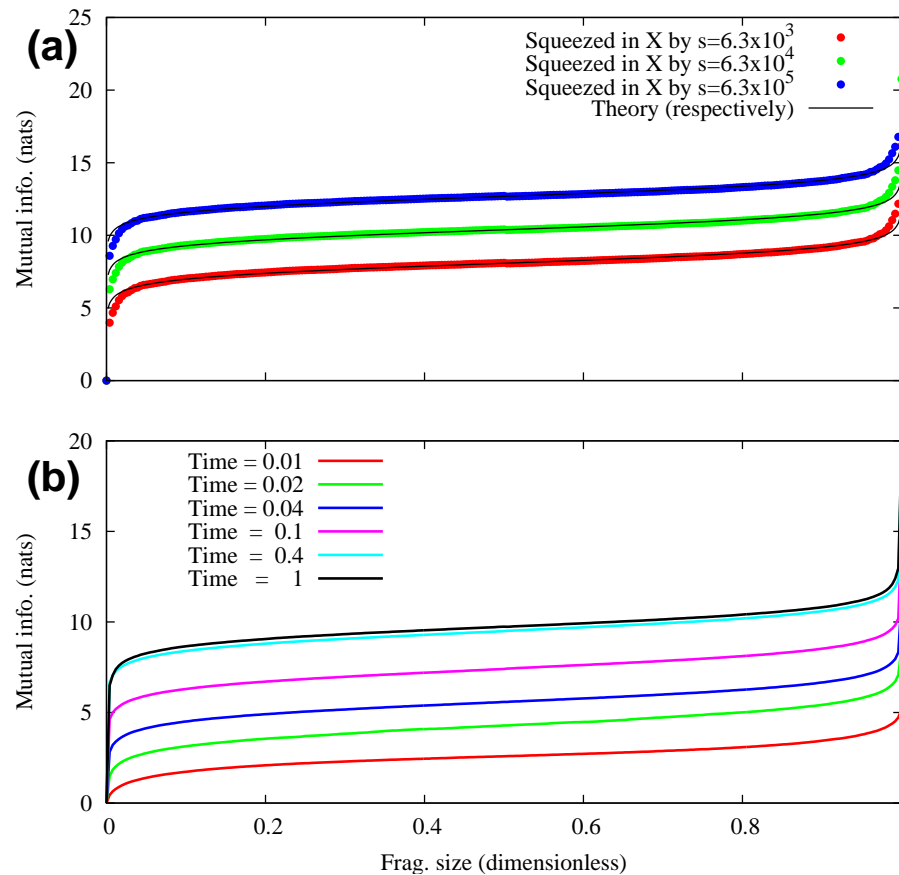 (a)
25
20
15
10
5
0
Mutual info. (nats)
Squeezed in X by s=6.3x10^3
Squeezed in X by s=6.3x10^4
Squeezed in X by s=6.3x10^5
Theory (respectively)
(b)
20
15
10
5
0
Mutual info. (nats)
Time = 0.01
Time = 0.02
Time = 0.04
Time = 0.1
Time = 0.4
Time = 1
0 0.2 0.4 0.6 0.8
Frag. size (dimensionless)